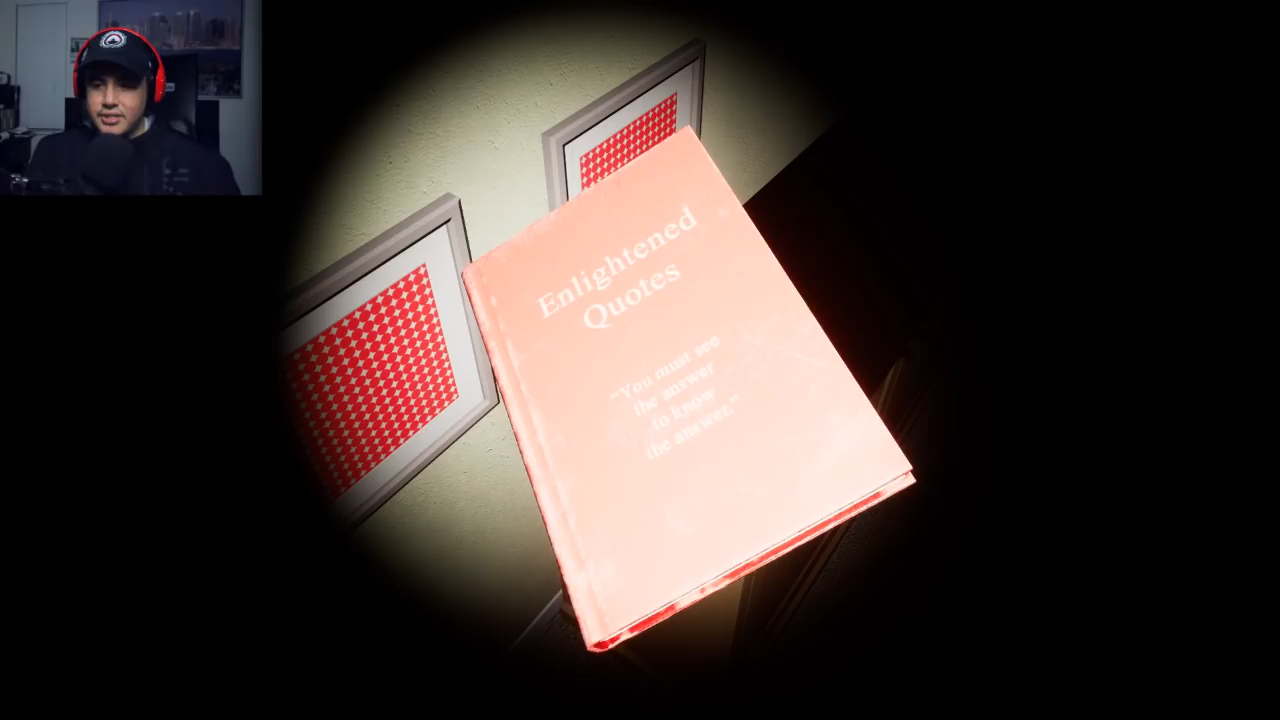 Enlightened
Quotes
"You must see
the answer
to know
the answer."